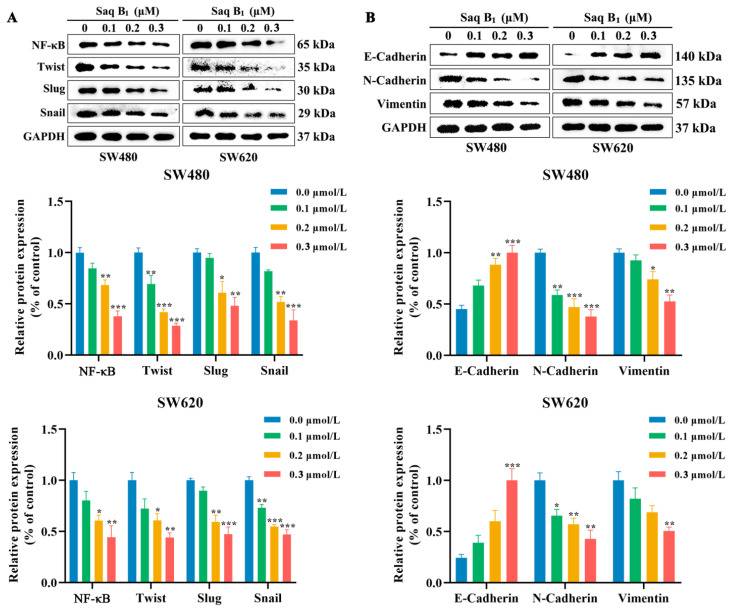 A
Saq B₁ (μM)
Saq B₁ (μM)
0 0.1 0.2 0.3
0 0.1 0.2 0.3
NF-κB
65 kDa
Twist
35 kDa
Slug
30 kDa
Snail
29 kDa
GAPDH
37 kDa
SW480
SW620
B
Saq B₁ (μM)
Saq B₁ (μM)
0 0.1 0.2 0.3
0 0.1 0.2 0.3
E-Cadherin
140 kDa
N-Cadherin
135 kDa
Vimentin
57 kDa
GAPDH
37 kDa
SW480
SW620
SW480
Relative protein expression
(% of control)
1.5
1.0
0.5
0.0
0.0 μmol/L
0.1 μmol/L
0.2 μmol/L
0.3 μmol/L
** *** ** *** *** * ** ** ***
NF-κB Twist Slug Snail
SW480
Relative protein expression
(% of control)
1.5
1.0
0.5
0.0
0.0 μmol/L
0.1 μmol/L
0.2 μmol/L
0.3 μmol/L
** *** ** *** *** * **
E-Cadherin N-Cadherin Vimentin
SW620
Relative protein expression
(% of control)
1.5
1.0
0.5
0.0
0.0 μmol/L
0.1 μmol/L
0.2 μmol/L
0.3 μmol/L
* ** * ** ** *** ** *** ***
NF-κB Twist Slug Snail
SW620
Relative protein expression
(% of control)
1.5
1.0
0.5
0.0
0.0 μmol/L
0.1 μmol/L
0.2 μmol/L
0.3 μmol/L
*** * ** ** **
E-Cadherin N-Cadherin Vimentin